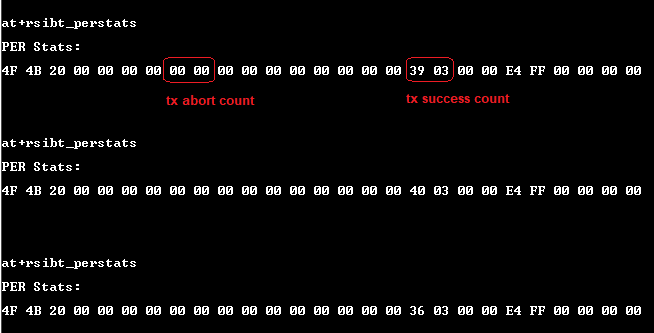 at+rsibt_perstats
PER Stats:
4F 4B 20 00 00 00 00 00 00 00 00 00 00 00 00 00 00 39 03 00 00 E4 FF 00 00 00 00
tx abort count
tx success count
at+rsibt_perstats
PER Stats:
4F 4B 20 00 00 00 00 00 00 00 00 00 00 00 00 00 00 40 03 00 00 E4 FF 00 00 00 00
at+rsibt_perstats
PER Stats:
4F 4B 20 00 00 00 00 00 00 00 00 00 00 00 00 00 00 36 03 00 00 E4 FF 00 00 00 00